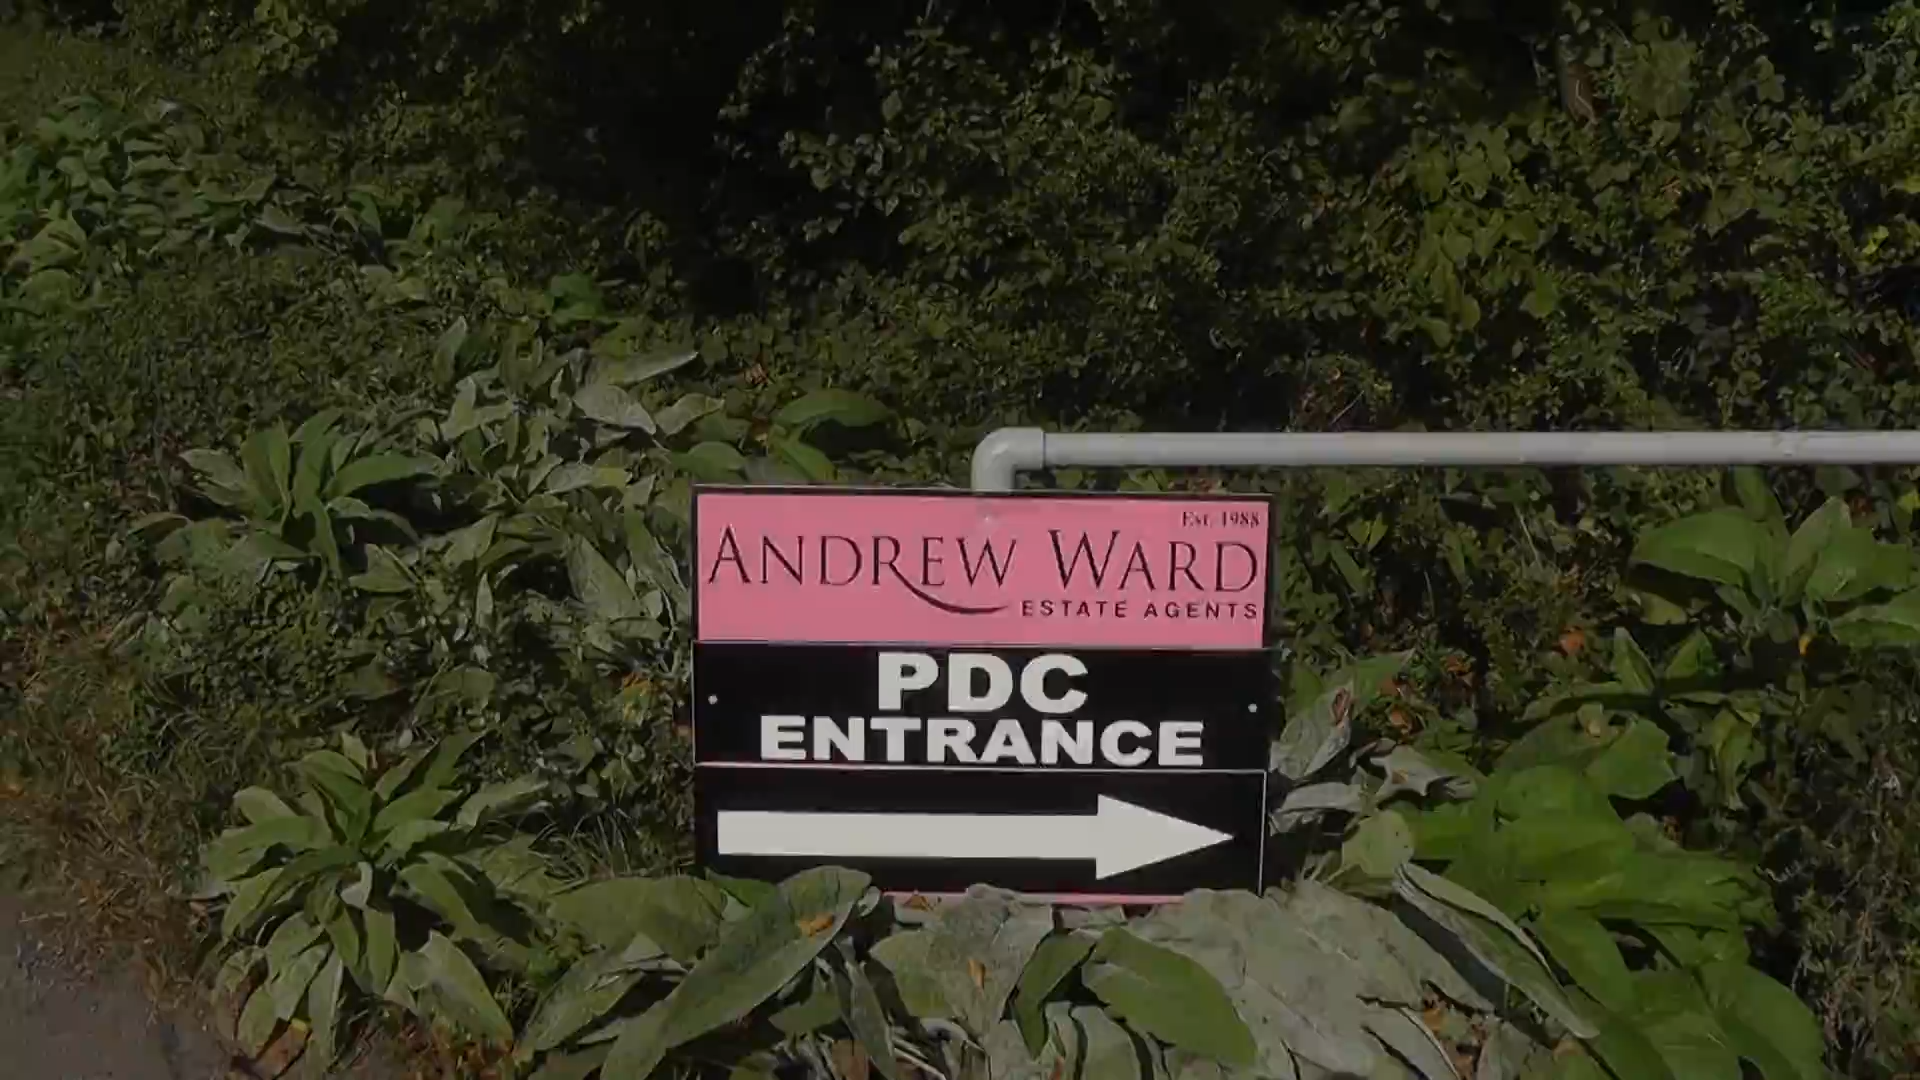 Est. 1988
ANDREW WARD
ESTATE AGENTS
PDC
ENTRANCE